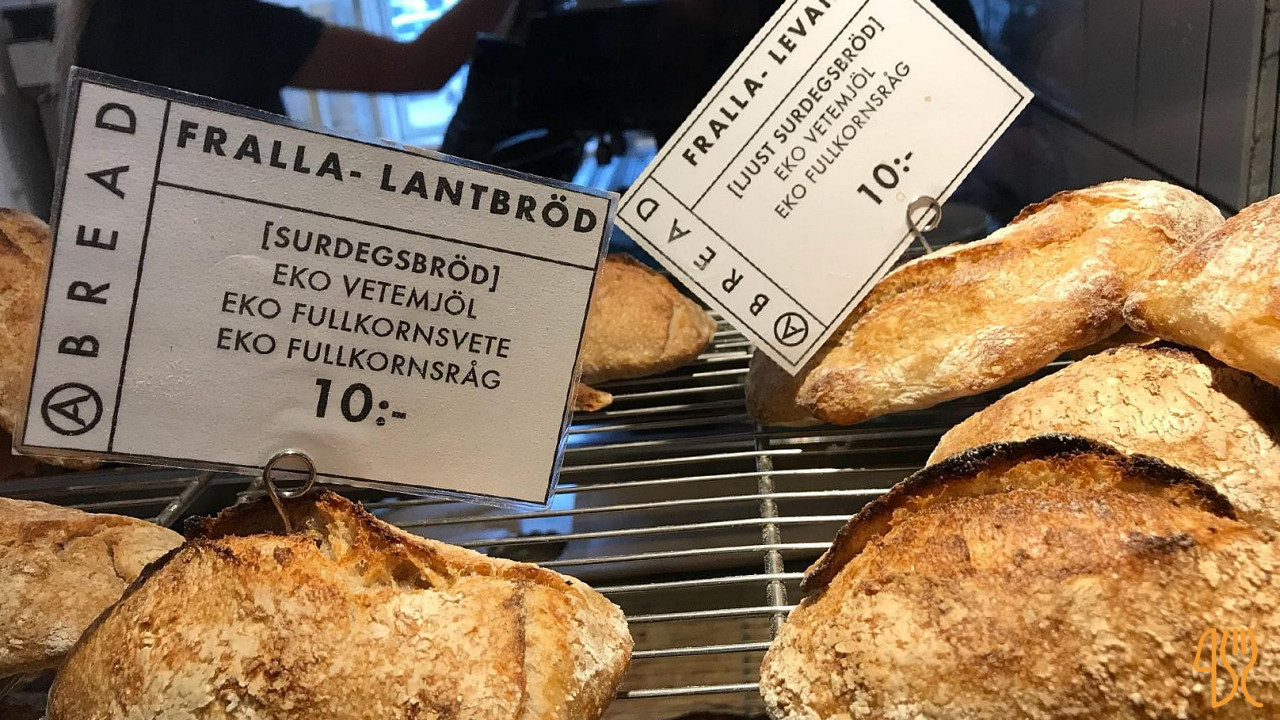 FRALLA- LANTBRÖD
[SURDEGSBRÖD]
EKO VETEMJÖL
EKO FULLKORNSVETE
EKO FULLKORNSRÅG
10:-
A BREAD
FRALLA-
[LJUST SURDEGSBRÖD]
EKO VETEMJÖL
EKO FULLKORNSRÅG
10:-
A BREAD